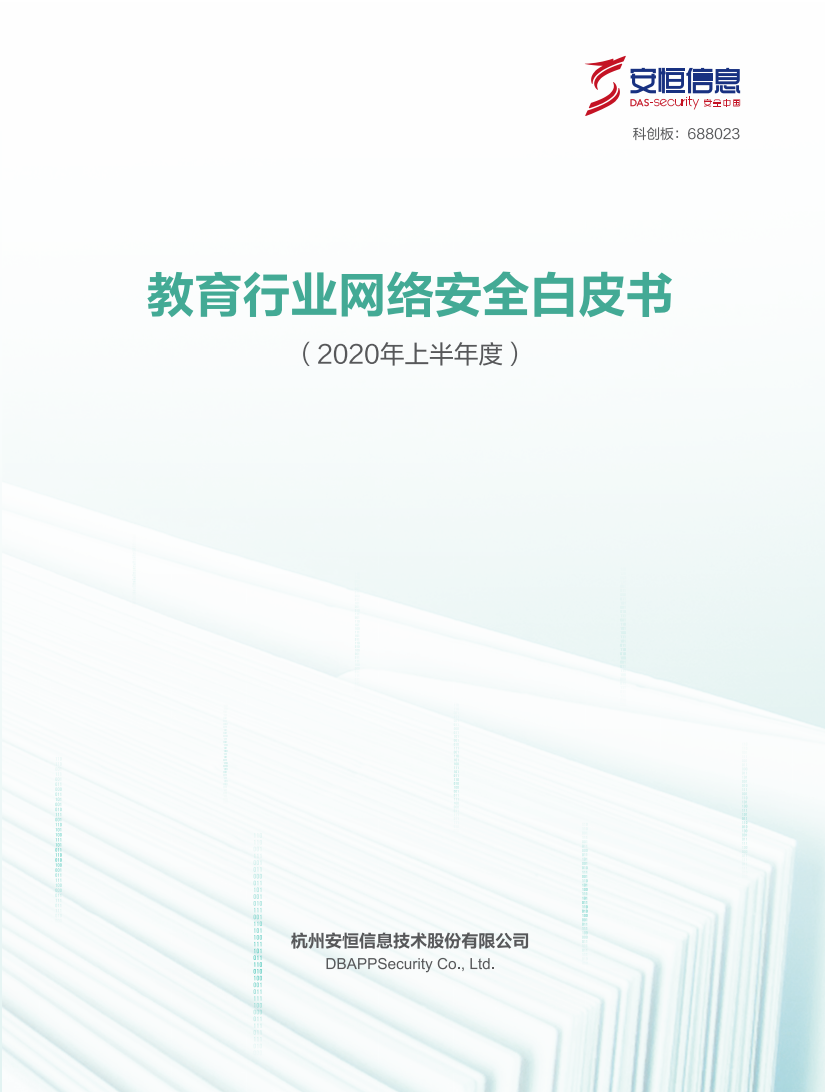 安恒信息
DAS-security 安全中国
科创板：688023
教育行业网络安全白皮书
（2020年上半年度）
杭州安恒信息技术股份有限公司
DBAPPSecurity Co., Ltd.